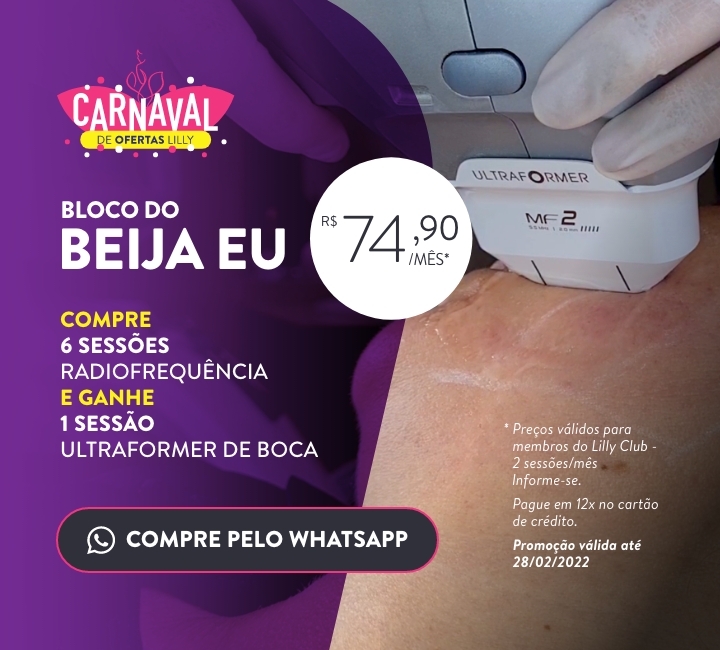 CARNAVAL
DE OFERTAS LILLY
BLOCO DO
BEIJA EU
R$ 74,90
/MÊS*
COMPRE
6 SESSÕES
RADIOFREQUÊNCIA
E GANHE
1 SESSÃO
ULTRAFORMER DE BOCA
COMPRE PELO WHATSAPP
ULTRAFORMER
MF2
* Preços válidos para
membros do Lilly Club -
2 sessões/mês
Informe-se.
Pague em 12x no cartão
de crédito.
Promoção válida até
28/02/2022